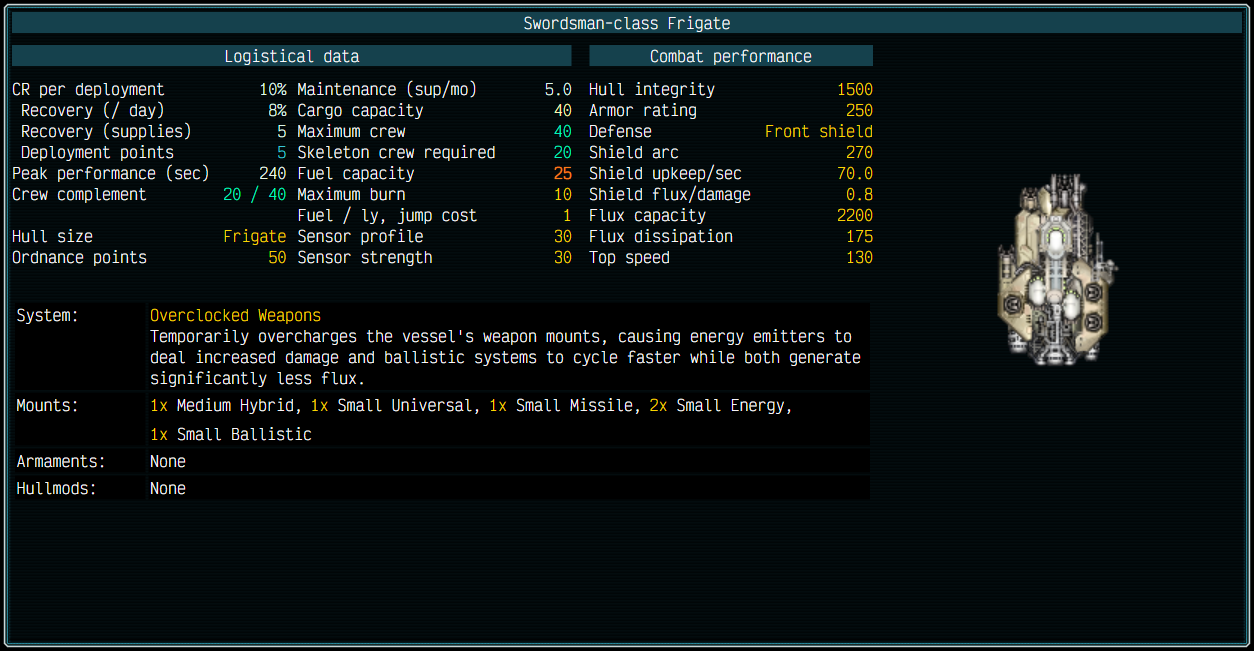 Swordsman-class Frigate
Logistical data Combat performance
CR per deployment 10% Maintenance (sup/mo) 5.0 Hull integrity 1500
Recovery (/ day) 8% Cargo capacity 40 Armor rating 250
Recovery (supplies) 5 Maximum crew 40 Defense Front shield
Deployment points 5 Skeleton crew required 20 Shield arc 270
Peak performance (sec) 240 Fuel capacity 25 Shield upkeep/sec 70.0
Crew complement 20 / 40 Maximum burn 10 Shield flux/damage 0.8
Fuel / ly, jump cost 1 Flux capacity 2200
Hull size Frigate Sensor profile 30 Flux dissipation 175
Ordnance points 50 Sensor strength 30 Top speed 130
System: Overclocked Weapons
Temporarily overcharges the vessel's weapon mounts, causing energy emitters to
deal increased damage and ballistic systems to cycle faster while both generate
significantly less flux.
Mounts: 1x Medium Hybrid, 1x Small Universal, 1x Small Missile, 2x Small Energy,
1x Small Ballistic
Armaments: None
Hullmods: None